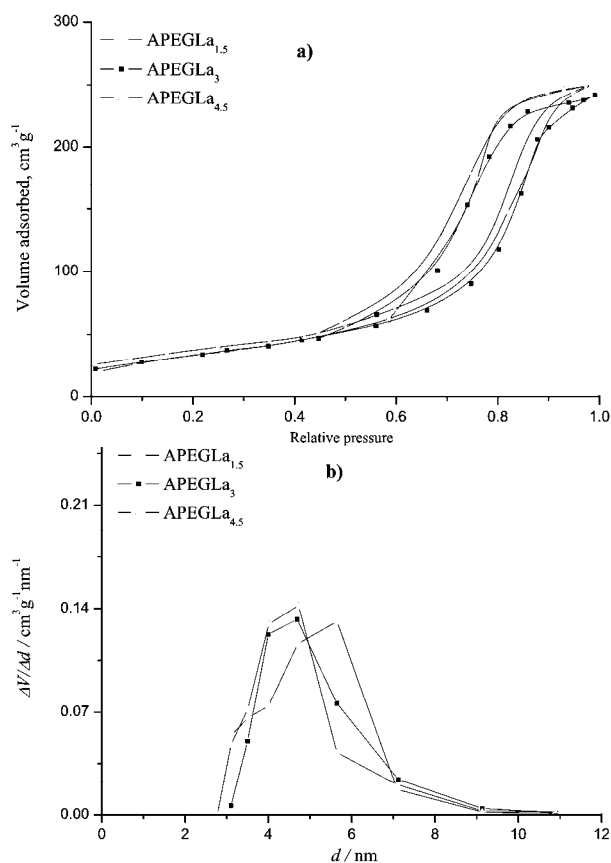 a)
APEGLa1.5
APEGLa3
APEGLa4.5
Volume adsorbed, cm3g-1
300
200
100
0
0.0 0.2 0.4 0.6 0.8 1.0
Relative pressure
b)
APEGLa1.5
APEGLa3
APEGLa4.5
ΔV/Δd / cm3g-1nm-1
0.21
0.14
0.07
0.00
0 2 4 6 8 10 12
d / nm